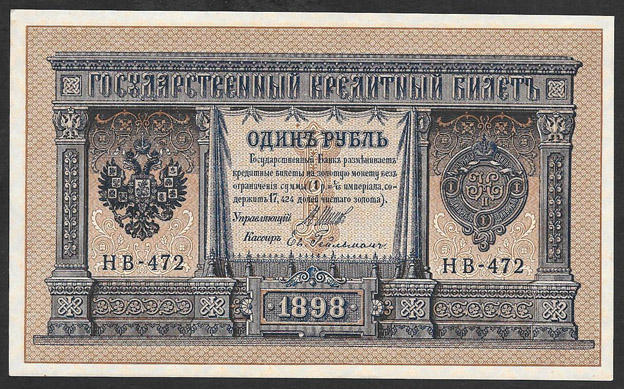 ГОСУДАРСТВЕННЫЙ КРЕДИТНЫЙ БИЛЕТЪ
ОДИНЪ РУБЛЬ
Государственный Банкъ размѣниваетъ
кредитные билеты на золотую монету безъ
ограниченія суммы (1 р.= 1/15 имперіала, со-
держитъ 17,424 долей чистаго золота).
Управляющій
Кассиръ
НВ-472
НВ-472
1898